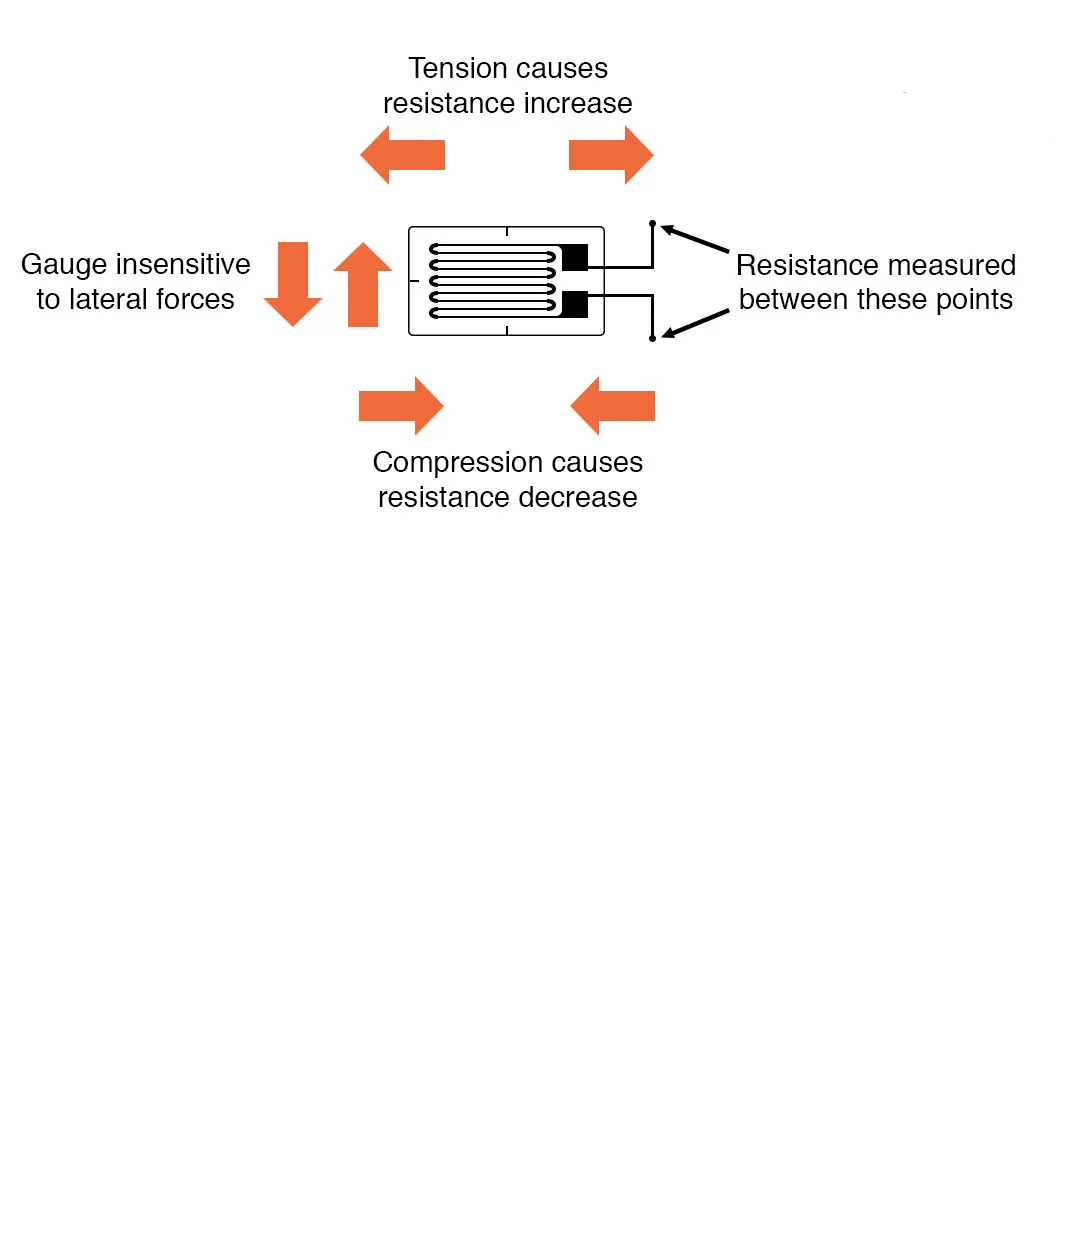 Tension causes
resistance increase
Gauge insensitive
to lateral forces
Resistance measured
between these points
Compression causes
resistance decrease